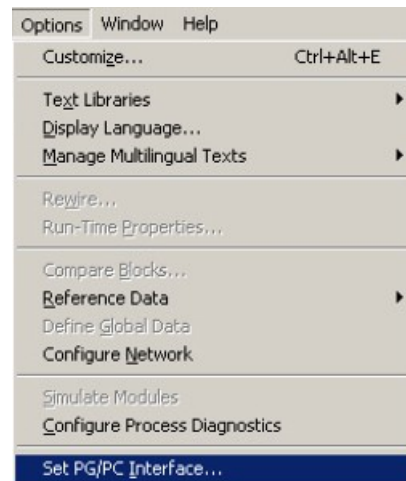 Options Window Help
Customize... Ctrl+Alt+E
Text Libraries
Display Language...
Manage Multilingual Texts
Rewire...
Run-Time Properties...
Compare Blocks...
Reference Data
Define Global Data
Configure Network
Simulate Modules
Configure Process Diagnostics
Set PG/PC Interface...